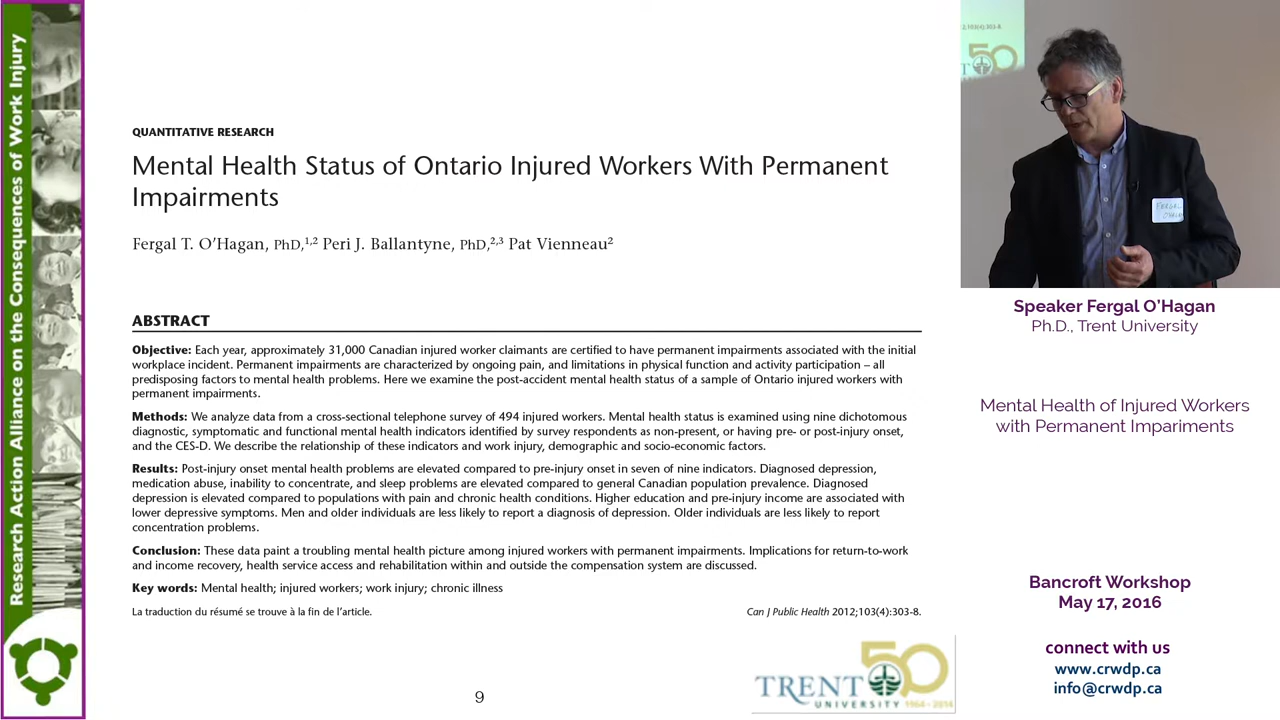 Research Action Alliance on the Consequences of Work Injury
QUANTITATIVE RESEARCH
Mental Health Status of Ontario Injured Workers With Permanent
Impairments
Fergal T. O’Hagan, PhD,1,2 Peri J. Ballantyne, PhD,2,3 Pat Vienneau2
ABSTRACT
Objective: Each year, approximately 31,000 Canadian injured worker claimants are certified to have permanent impairments associated with the initial
workplace incident. Permanent impairments are characterized by ongoing pain, and limitations in physical function and activity participation – all
predisposing factors to mental health problems. Here we examine the post-accident mental health status of a sample of Ontario injured workers with
permanent impairments.
Methods: We analyze data from a cross-sectional telephone survey of 494 injured workers. Mental health status is examined using nine dichotomous
diagnostic, symptomatic and functional mental health indicators identified by survey respondents as non-present, or having pre- or post-injury onset,
and the CES-D. We describe the relationship of these indicators and work injury, demographic and socio-economic factors.
Results: Post-injury onset mental health problems are elevated compared to pre-injury onset in seven of nine indicators. Diagnosed depression,
medication abuse, inability to concentrate, and sleep problems are elevated compared to general Canadian population prevalence. Diagnosed
depression is elevated compared to populations with pain and chronic health conditions. Higher education and pre-injury income are associated with
lower depressive symptoms. Men and older individuals are less likely to report a diagnosis of depression. Older individuals are less likely to report
concentration problems.
Conclusion: These data paint a troubling mental health picture among injured workers with permanent impairments. Implications for return-to-work
and income recovery, health service access and rehabilitation within and outside the compensation system are discussed.
Key words: Mental health; injured workers; work injury; chronic illness
La traduction du résumé se trouve à la fin de l’article.
Can J Public Health 2012;103(4):303-8.
9
TRENT 50
UNIVERSITY 1964 - 2014
50
FERGAL
Speaker Fergal O’Hagan
Ph.D., Trent University
Mental Health of Injured Workers
with Permanent Impariments
Bancroft Workshop
May 17, 2016
connect with us
www.crwdp.ca
info@crwdp.ca